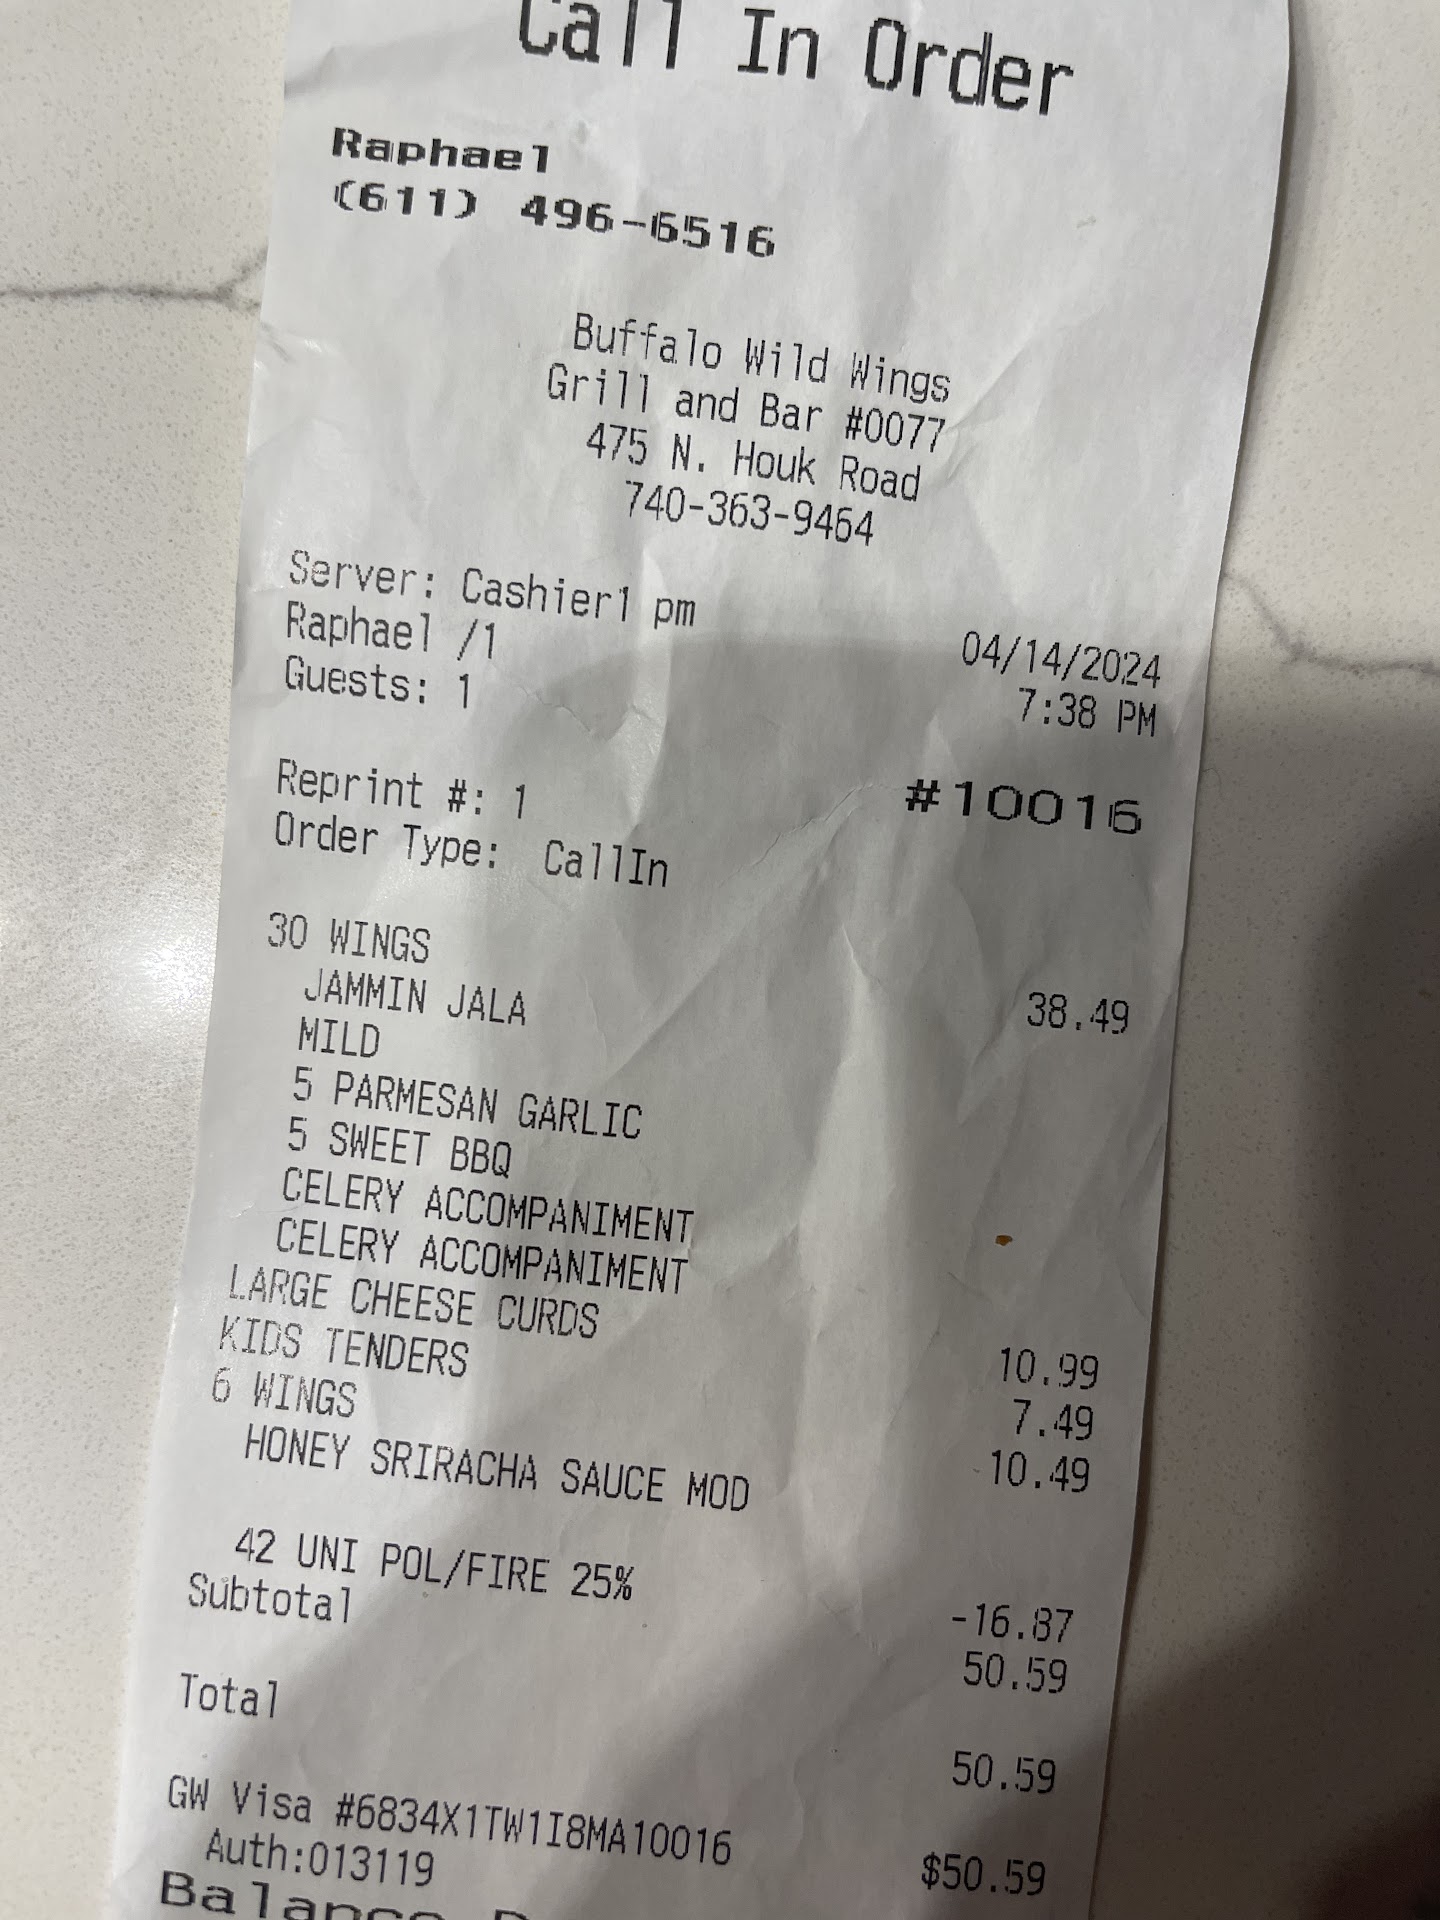 Call In Order
Raphael
(611) 496-6516
Buffalo Wild Wings
Grill and Bar #0077
475 N. Houk Road
740-363-9464
Server: Cashier1 pm
Raphael /1 04/14/2024
Guests: 1 7:38 PM
Reprint #: 1 #10016
Order Type: CallIn
30 WINGS 38.49
JAMMIN JALA
MILD
5 PARMESAN GARLIC
5 SWEET BBQ
CELERY ACCOMPANIMENT
CELERY ACCOMPANIMENT
LARGE CHEESE CURDS 10.99
KIDS TENDERS 7.49
6 WINGS 10.49
HONEY SRIRACHA SAUCE MOD
42 UNI POL/FIRE 25% -16.87
Subtotal 50.59
Total 50.59
GW Visa #6834X1TW1I8MA10016 $50.59
Auth:013119
Balance